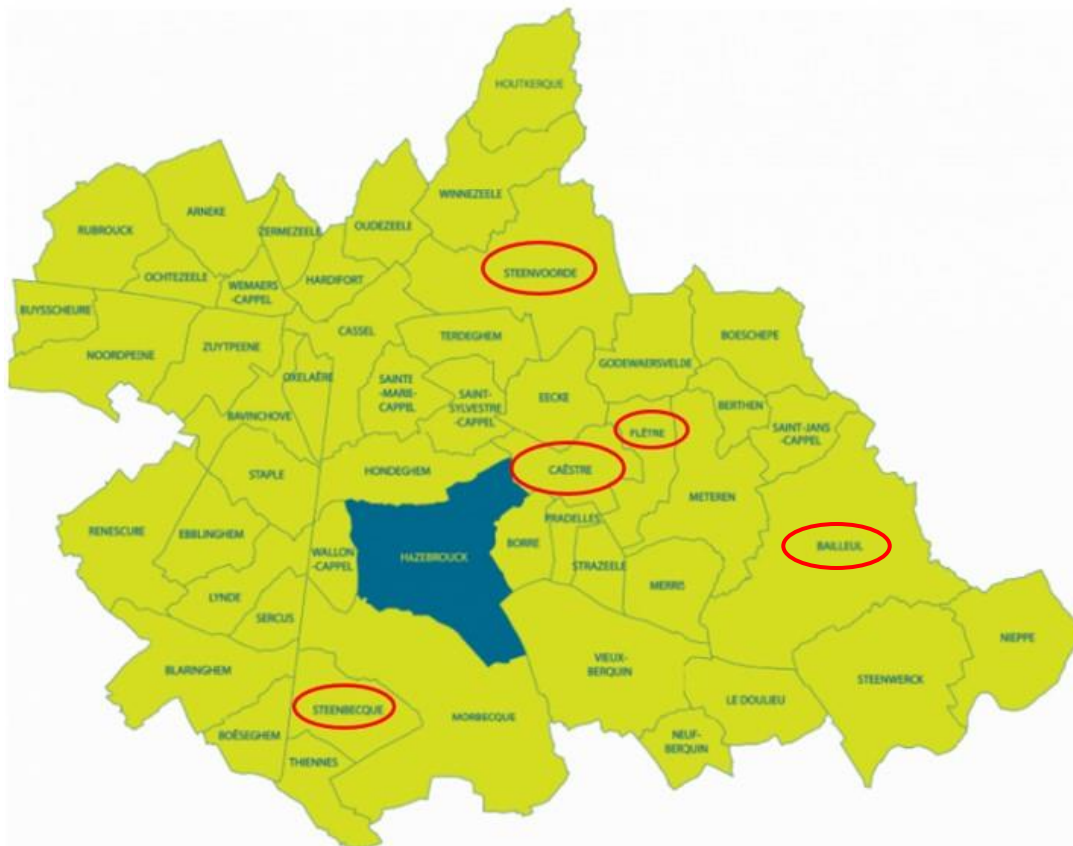 HOUTKERQUE
WINNEZEELE
ARNEKE
OUDEZEELE
RUBROUCK
ZERMEZEELE
STEENVOORDE
OCHTEZEELE
HARDIFORT
WEMAERS
-CAPPEL
BUYSSCHEURE
CASSEL
TERDEGHEM
BOESCHEPE
ZUYTPEENE
NOORDPEENE
GODEWAERSVELDE
OXELAËRE
SAINTE
-MARIE-
CAPPEL
SAINT-
SYLVESTRE
-CAPPEL
EECKE
BERTHEN
BAVINCHOVE
FLÊTRE
SAINT-JANS
-CAPPEL
STAPLE
HONDEGHEM
CAËSTRE
METEREN
RENESCURE
EBBLINGHEM
PRADELLES
BORRE
BAILLEUL
WALLON
-CAPPEL
HAZEBROUCK
STRAZEELE
MERRIS
LYNDE
SERCUS
NIEPPE
BLARINGHEM
VIEUX-
BERQUIN
STEENWERCK
LE DOULIEU
STEENBECQUE
MORBECQUE
BOËSEGHEM
NEUF-
BERQUIN
THIENNES